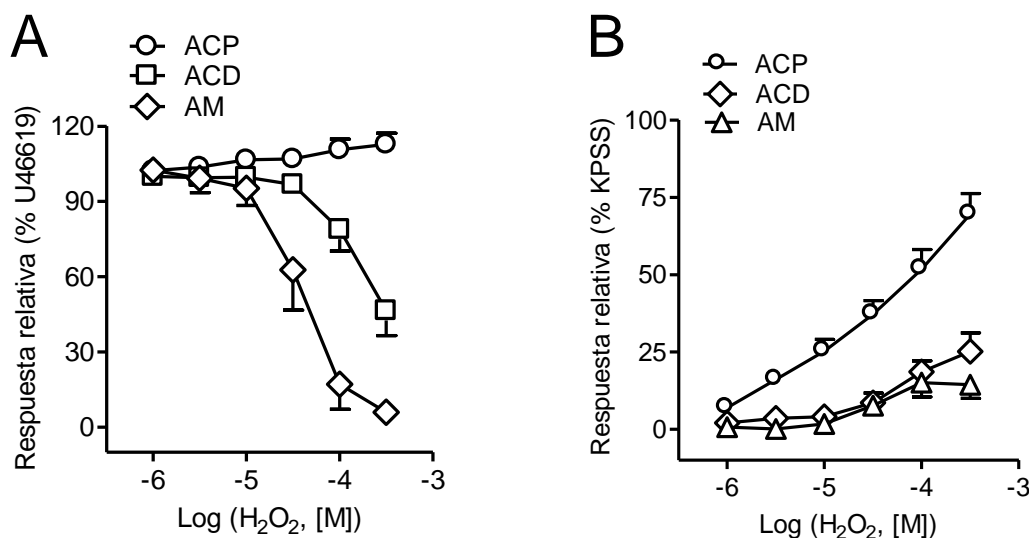 A
ACP
ACD
AM
Respuesta relativa (% U46619)
120
90
60
30
0
-6
-5
-4
-3
Log (H₂O₂, [M])
B
ACP
ACD
AM
Respuesta relativa (% KPSS)
100
75
50
25
0
-6
-5
-4
-3
Log (H₂O₂, [M])